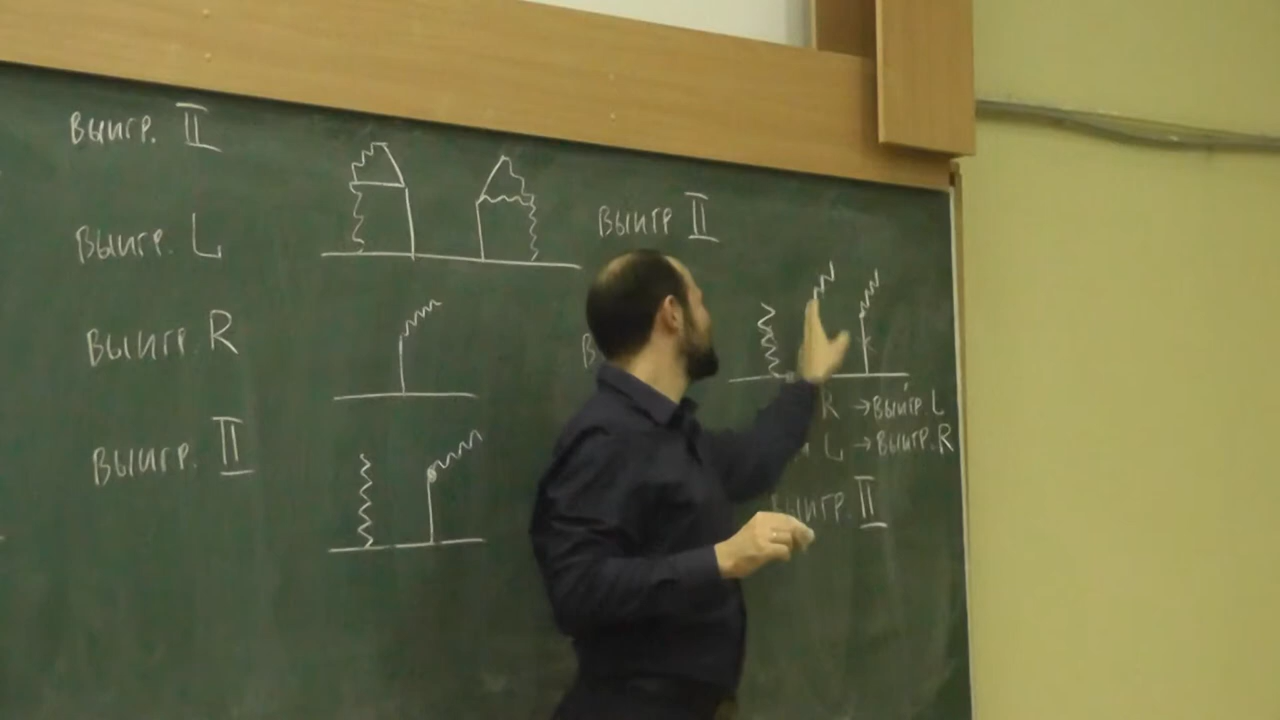 Выигр. II
Выигр. L
Выигр R
Выигр. II
Выигр II
В
R → Выигр. L
L → Выигр. R
Выигр. II